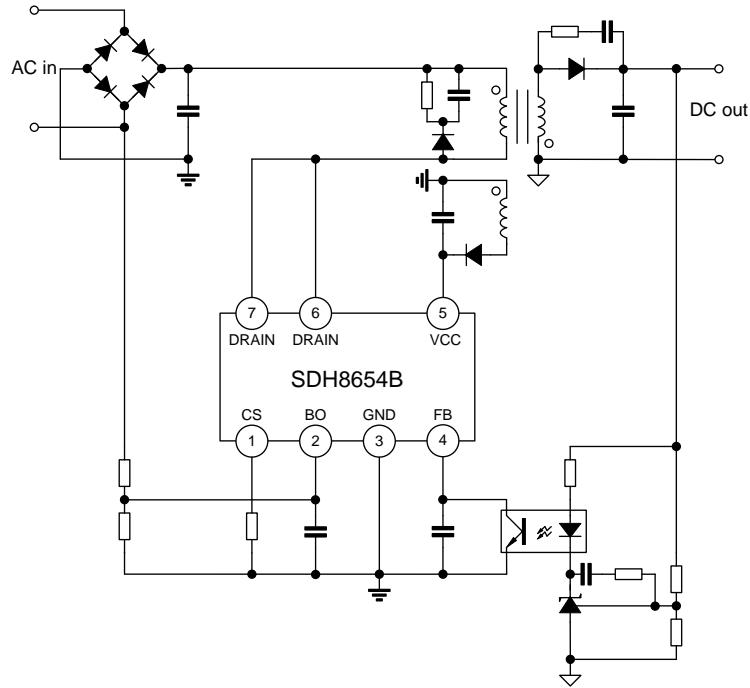 AC in
DC out
7 6 5
DRAIN DRAIN VCC
SDH8654B
CS BO GND FB
1 2 3 4